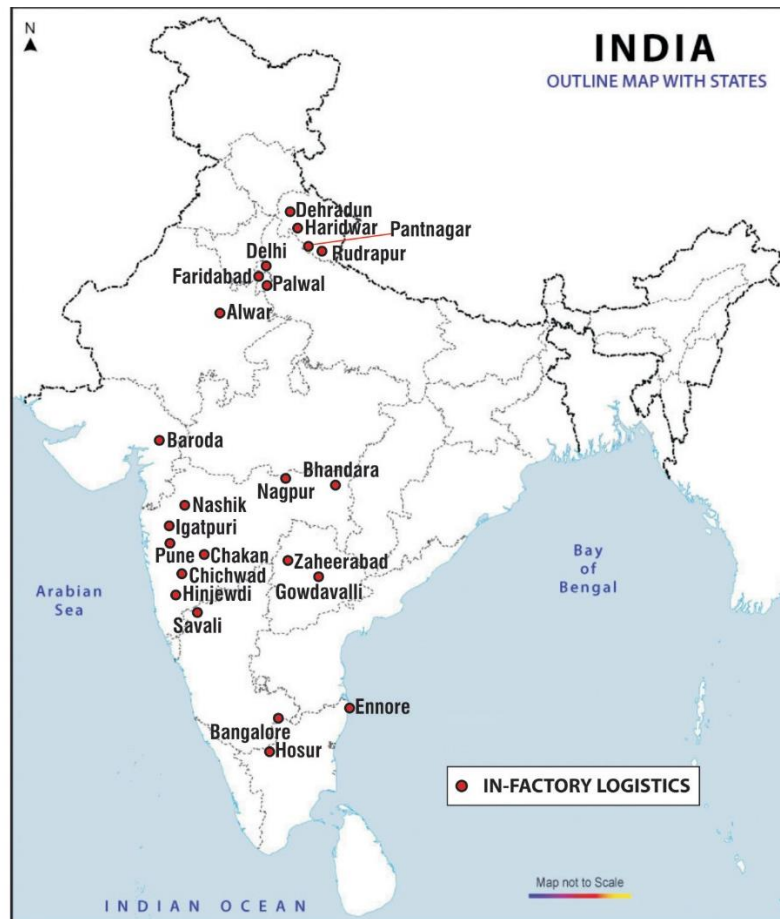 N
INDIA
OUTLINE MAP WITH STATES
Dehradun
Haridwar
Pantnagar
Delhi
Rudrapur
Faridabad
Palwal
Alwar
Baroda
Bhandara
Nagpur
Nashik
Igatpuri
Pune
Chakan
Zaheerabad
Chichwad
Gowdavalli
Hinjewdi
Savali
Arabian
Sea
Bay
of
Bengal
Ennore
Bangalore
Hosur
IN-FACTORY LOGISTICS
Map not to Scale
INDIAN OCEAN